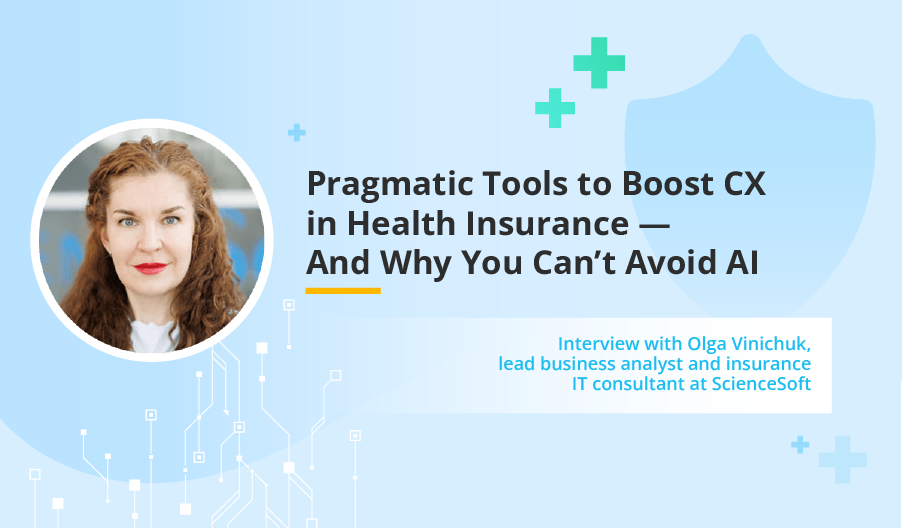 Pragmatic Tools to Boost CX
in Health Insurance —
And Why You Can’t Avoid AI
Interview with Olga Vinichuk,
lead business analyst and insurance
IT consultant at ScienceSoft